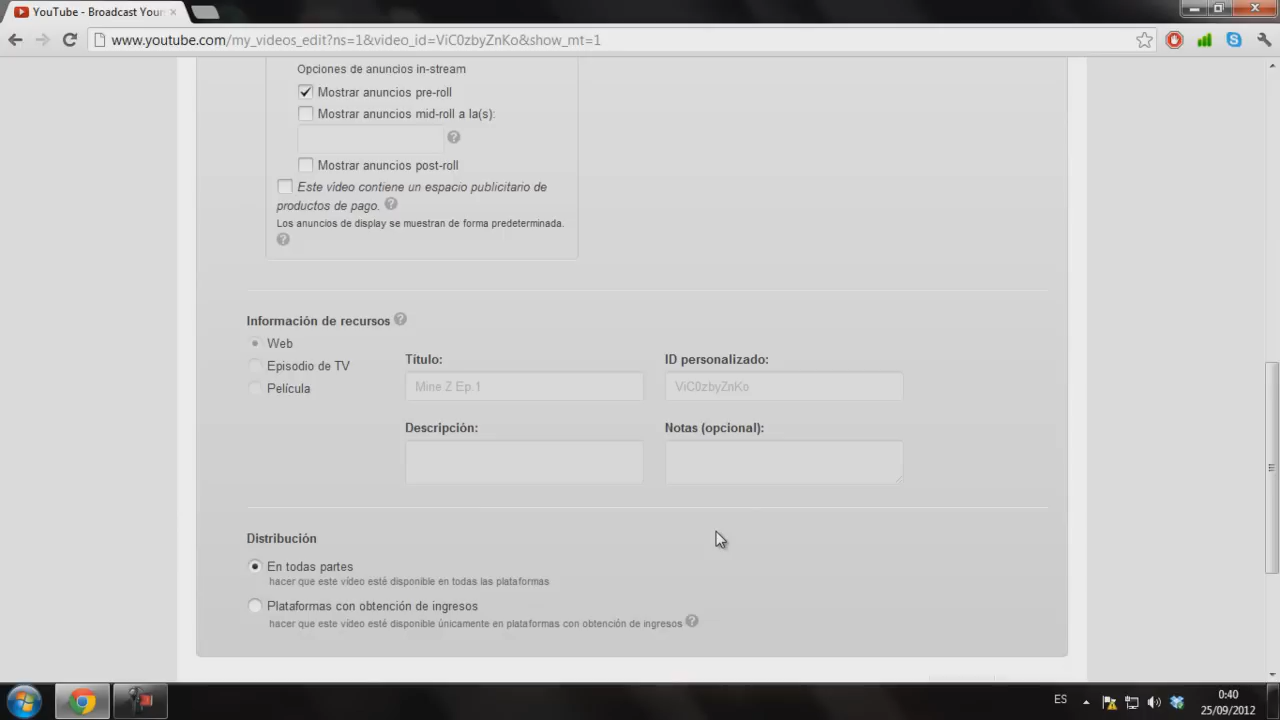 YouTube - Broadcast Your
www.youtube.com/my_videos_edit?ns=1&video_id=ViC0zbyZnKo&show_mt=1
Opciones de anuncios in-stream
Mostrar anuncios pre-roll
Mostrar anuncios mid-roll a la(s):
?
Mostrar anuncios post-roll
Este vídeo contiene un espacio publicitario de
productos de pago. ?
Los anuncios de display se muestran de forma predeterminada.
?
Información de recursos ?
Web
Episodio de TV
Película
Título:
ID personalizado:
Mine Z Ep.1
ViC0zbyZnKo
Descripción:
Notas (opcional):
Distribución
En todas partes
hacer que este vídeo esté disponible en todas las plataformas
Plataformas con obtención de ingresos
hacer que este vídeo esté disponible únicamente en plataformas con obtención de ingresos ?
ES
0:40
25/09/2012